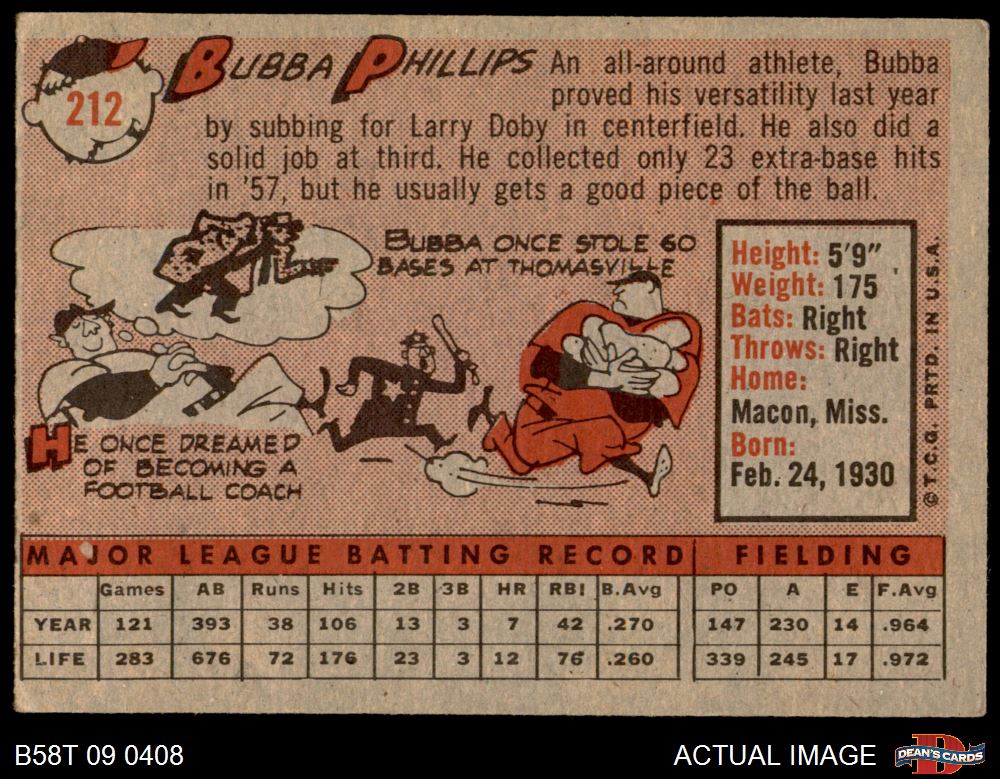 212
BUBBA PHILLIPS An all-around athlete, Bubba
proved his versatility last year
by subbing for Larry Doby in centerfield. He also did a
solid job at third. He collected only 23 extra-base hits
in '57, but he usually gets a good piece of the ball.
BUBBA ONCE STOLE 60
BASES AT THOMASVILLE
HE ONCE DREAMED
OF BECOMING A
FOOTBALL COACH
Height: 5'9"
Weight: 175
Bats: Right
Throws: Right
Home:
Macon, Miss.
Born:
Feb. 24, 1930
© T.C.G. PRTD. IN U.S.A.
MAJOR LEAGUE BATTING RECORD FIELDING
Games AB Runs Hits 2B 3B HR RBI B.Avg PO A E F.Avg
YEAR 121 393 38 106 13 3 7 42 .270 147 230 14 .964
LIFE 283 676 72 176 23 3 12 76 .260 339 245 17 .972
B58T 09 0408 ACTUAL IMAGE DEAN'S CARDS